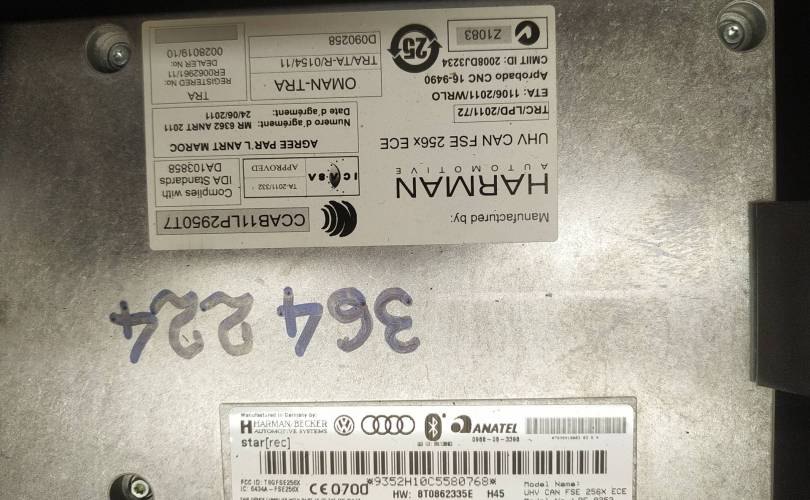 Manufactured by:
HARMAN
AUTOMOTIVE
UHV CAN FSE 256x ECE
TRC/LPD/2011/72
ETA: 1106/2011/WRLO
Aprobado CNC 16-9490
CMIIT ID: 2008DJ3234
Z1083
25
CCAB11LP2950T7
ICASA
TA-2011/332
APPROVED
Complies with
IDA Standards
DA103858
AGREE PAR L'ANRT MAROC
Numero d'agrément: MR 6362 ANRT 2011
Date d'agrément: 24/06/2011
OMAN-TRA
TRA/TA-R/0154/11
D090258
TRA
REGISTERED No:
ER0062961/11
DEALER No:
0028019/10
364 224
Manufactured in Germany by:
HARMAN/BECKER
AUTOMOTIVE SYSTEMS
ANATEL
star[rec]
*9352H10C5580768*
FCC ID: T8GFSE256X
IC: 6434A-FSE256X
CE 0700
HW: 8T0862335E H45
Model Name:
UHV CAN FSE 256X ECE